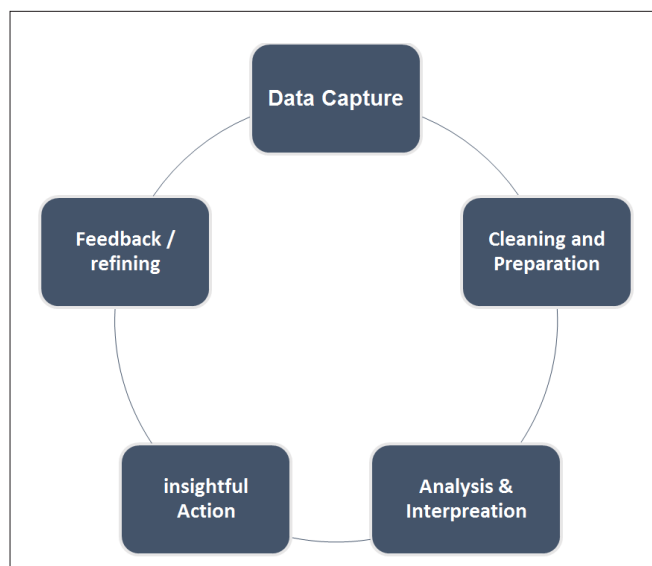 Data Capture
Cleaning and
Preparation
Analysis &
Interpreation
insightful
Action
Feedback /
refining